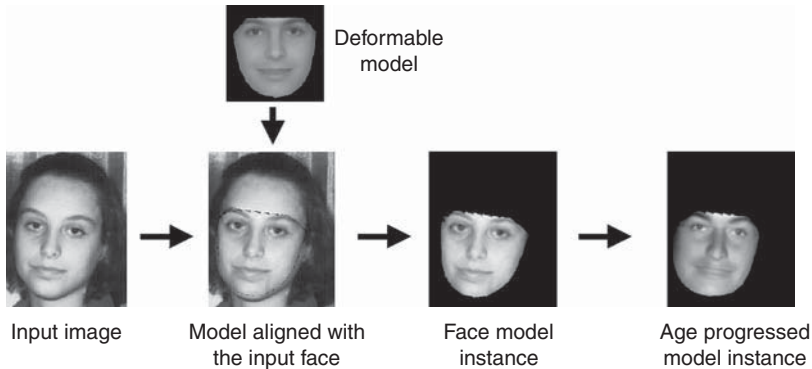 Deformable
model
Input image
Model aligned with
the input face
Face model
instance
Age progressed
model instance